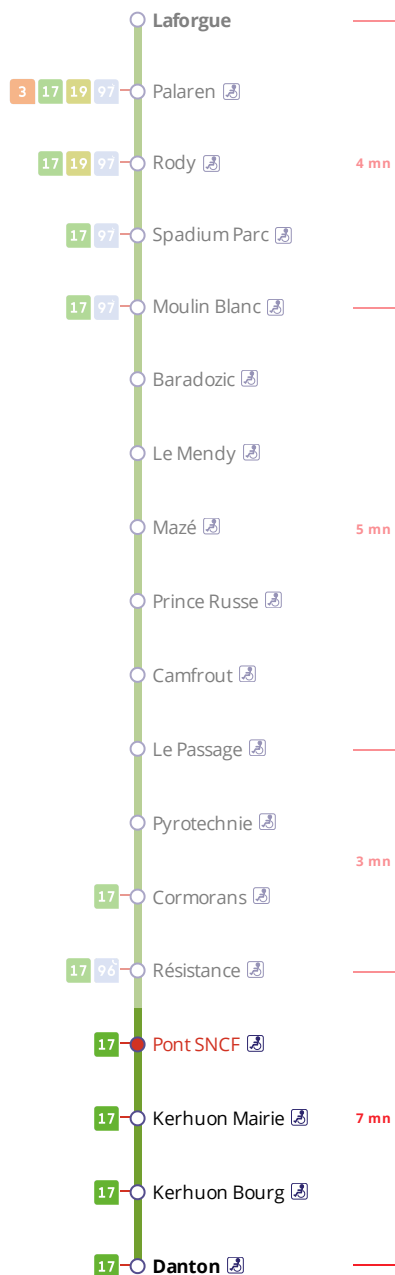 Laforgue
3 17 19 97 Palaren
17 19 97 Rody 4 mn
17 97 Spadium Parc
17 97 Moulin Blanc
Baradozic
Le Mendy
Mazé 5 mn
Prince Russe
Camfrout
Le Passage
Pyrotechnie
3 mn
17 Cormorans
17 96 Résistance
17 Pont SNCF
17 Kerhuon Mairie 7 mn
17 Kerhuon Bourg
17 Danton